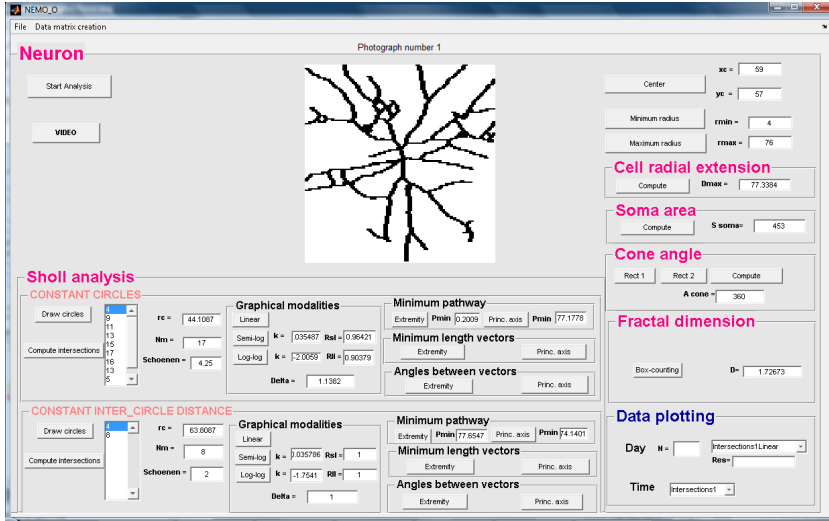 NEMO_O
File Data matrix creation
Photograph number 1
Neuron
Start Analysis
VIDEO
Center
xc = 59
yc = 57
Minimum radius
rmin = 4
Maximum radius
rmax = 76
Cell radial extension
Compute
Dmax = 77.3384
Soma area
Compute
S soma= 453
Cone angle
Rect 1 Rect 2 Compute
A cone = 360
Fractal dimension
Box-counting
D= 1.72673
Data plotting
Day N = Intersections1Linear
Res=
Time Intersections1
Sholl analysis
CONSTANT CIRCLES
Draw circles
Compute intersections
4
9
11
13
15
17
16
13
5
rc = 44.1087
Nm = 17
Schoenen = 4.25
Graphical modalities
Linear
Semi-log k = .035487 Rsl = 0.96421
Log-log k = -2.0059 Rll = 0.90379
Delta = 1.1382
Minimum pathway
Extremity Pmin 0.2009 Princ. axis Pmin 77.1778
Minimum length vectors
Extremity Princ. axis
Angles between vectors
Extremity Princ. axis
CONSTANT INTER_CIRCLE DISTANCE
Draw circles
Compute intersections
4
8
rc = 63.8087
Nm = 8
Schoenen = 2
Graphical modalities
Linear
Semi-log k = 0.035786 Rsl = 1
Log-log k = -1.7541 Rll = 1
Delta = 1
Minimum pathway
Extremity Pmin 77.6547 Princ. axis Pmin 74.1401
Minimum length vectors
Extremity Princ. axis
Angles between vectors
Extremity Princ. axis